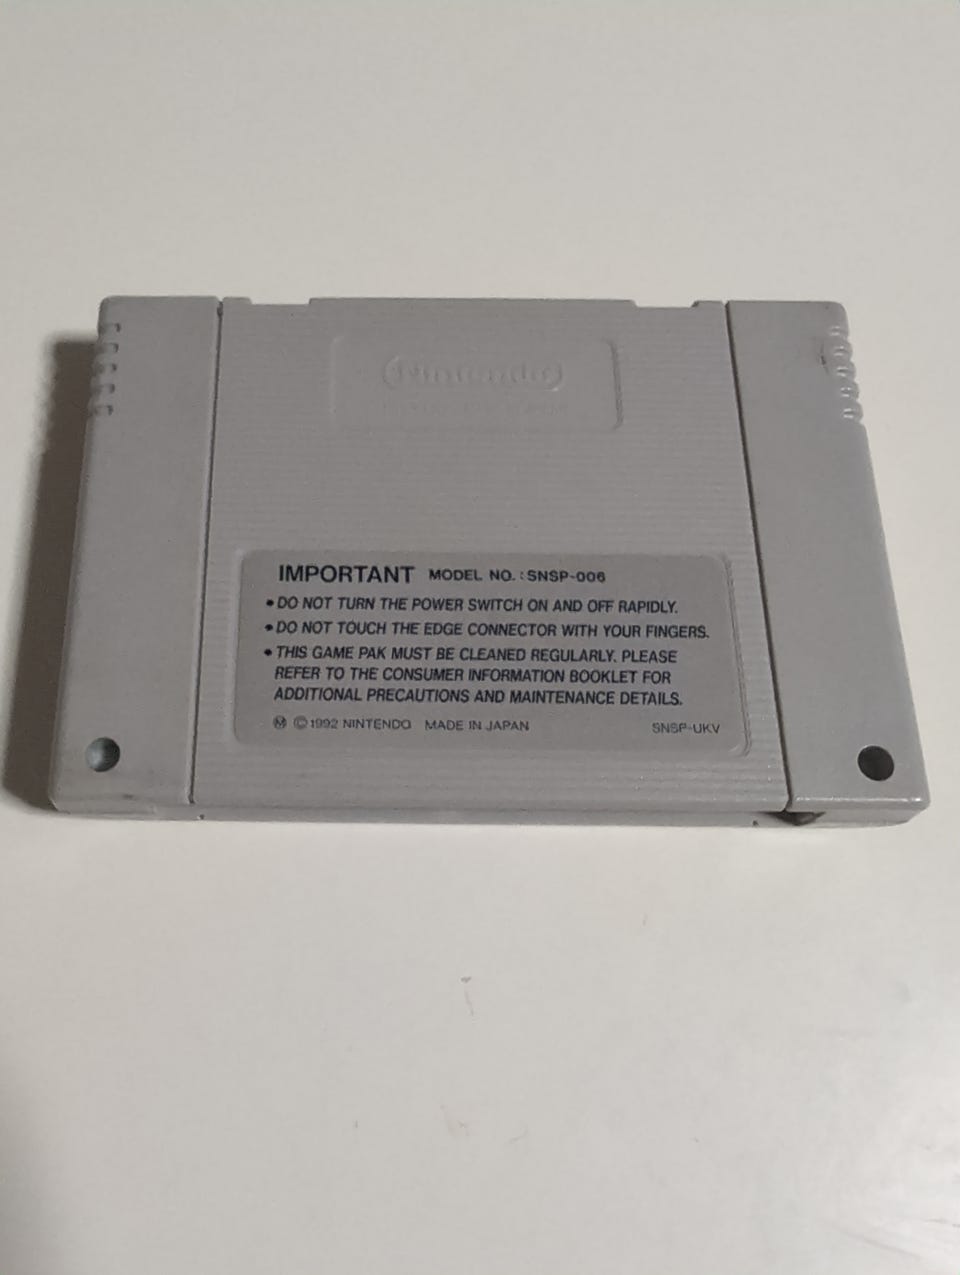 Nintendo
IMPORTANT MODEL NO. : SNSP-006
• DO NOT TURN THE POWER SWITCH ON AND OFF RAPIDLY.
• DO NOT TOUCH THE EDGE CONNECTOR WITH YOUR FINGERS.
• THIS GAME PAK MUST BE CLEANED REGULARLY. PLEASE
REFER TO THE CONSUMER INFORMATION BOOKLET FOR
ADDITIONAL PRECAUTIONS AND MAINTENANCE DETAILS.
Ⓜ © 1992 NINTENDO MADE IN JAPAN SNSP-UKV